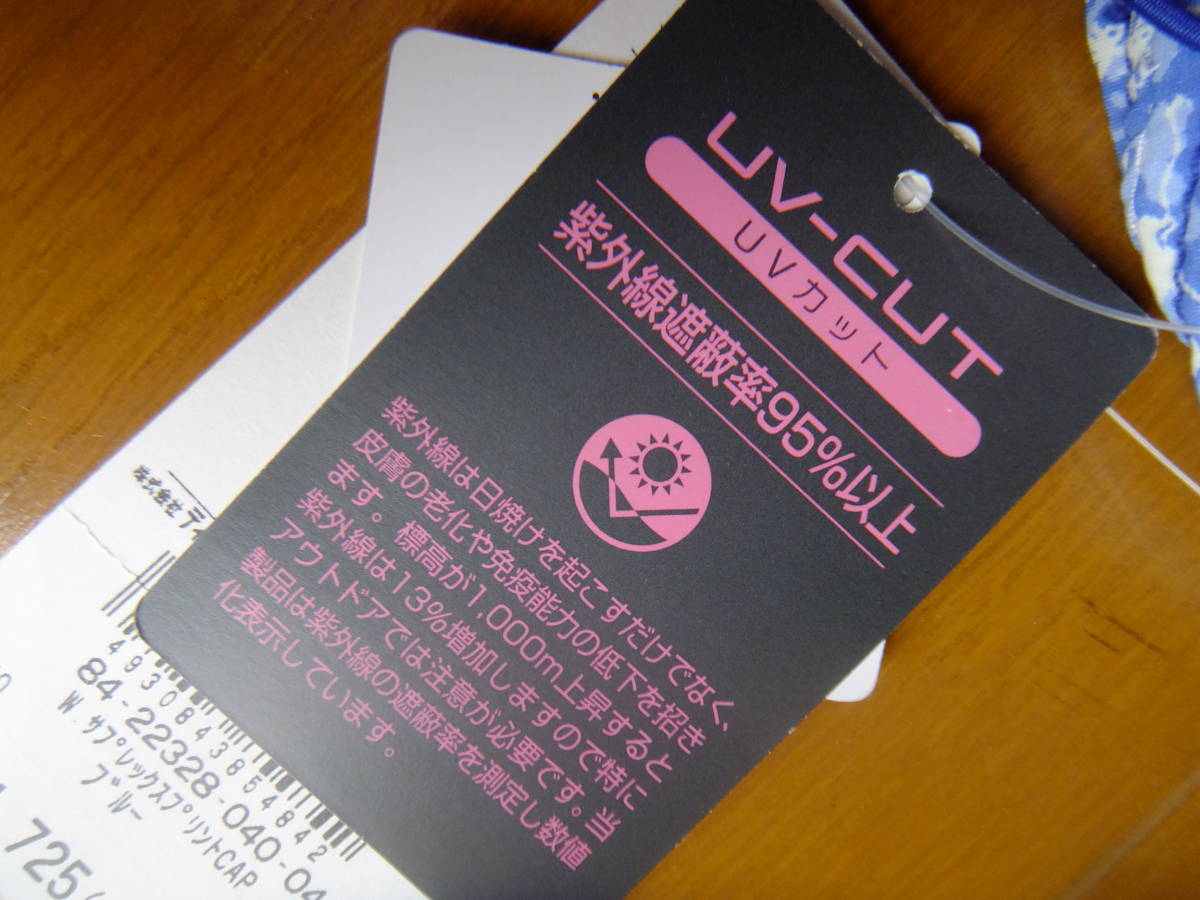 UV-CUT
UVカット
紫外線遮蔽率95%以上
紫外線は日焼けを起こすだけでなく、
皮膚の老化や免疫能力の低下を招き
ます。標高が1,000m上昇すると
紫外線は13%増加しますので特に
アウトドアでは注意が必要です。当
製品は紫外線の遮蔽率を測定し数値
化表示しています。
株式会社 ティ
4930843854842
84-22328-040-04
W.サプレックスプリントCAP
ブルー
725